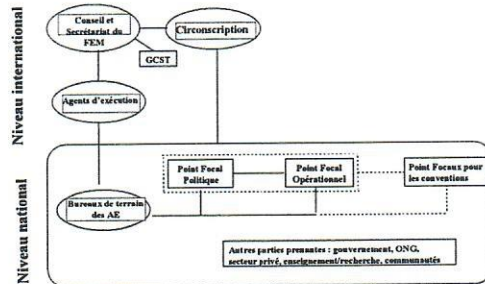 Niveau international
Conseil et
Secrétariat du
FEM
Circonscription
GCST
Agents d'exécution
Niveau national
Point Focal
Politique
Point Focal
Opérationnel
Point Focaux pour
les conventions
Bureaux de terrain
des AE
Autres parties prenantes : gouvernement, ONG,
secteur privé, enseignement/recherche, communautés